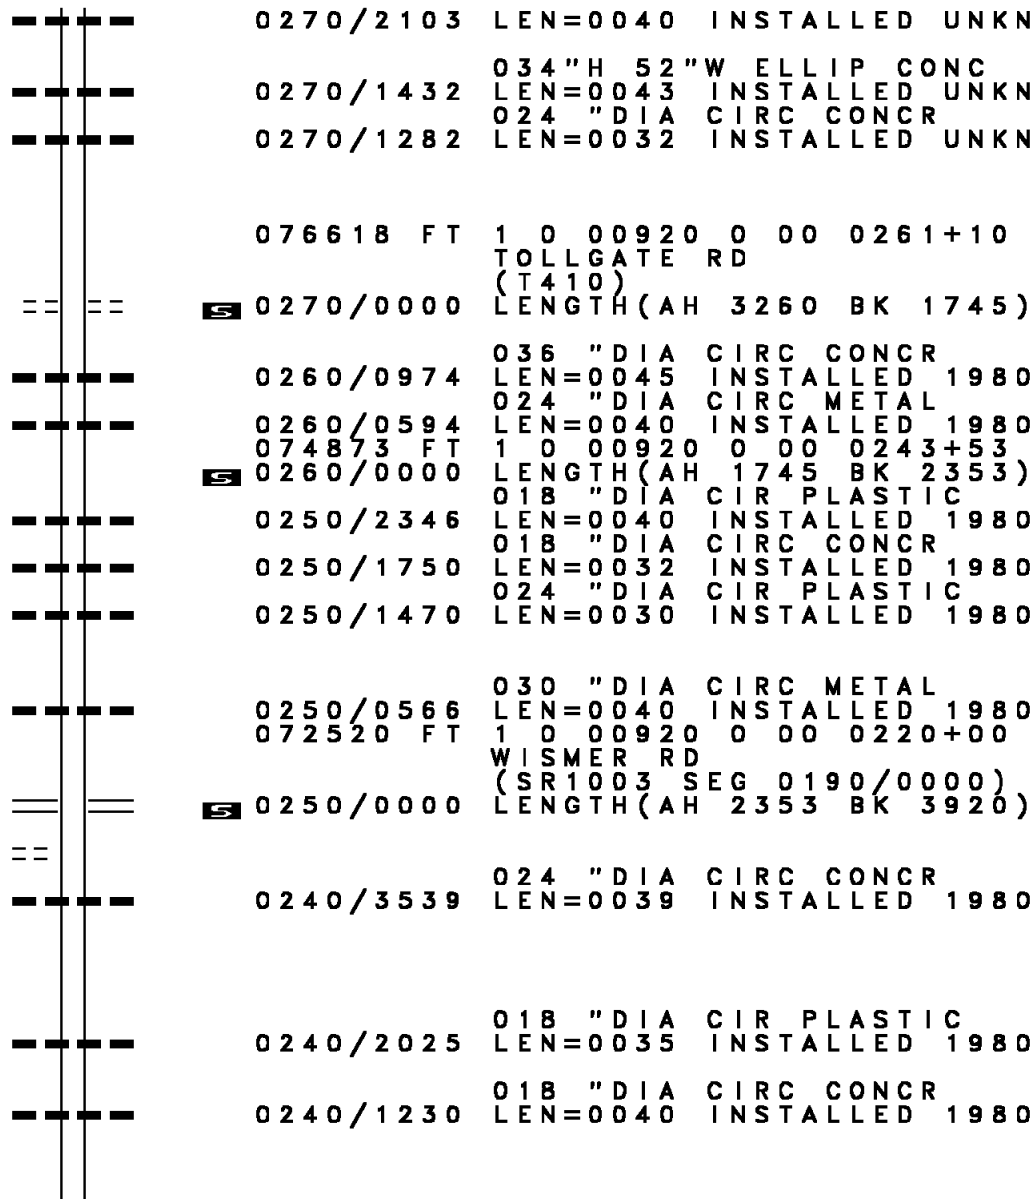 0270/2103 LEN=0040 INSTALLED UNKN
034"H 52"W ELLIP CONC
0270/1432 LEN=0043 INSTALLED UNKN
024 "DIA CIRC CONCR
0270/1282 LEN=0032 INSTALLED UNKN
076618 FT 1 0 00920 0 00 0261+10
TOLLGATE RD
(T410)
S 0270/0000 LENGTH(AH 3260 BK 1745)
036 "DIA CIRC CONCR
0260/0974 LEN=0045 INSTALLED 1980
024 "DIA CIRC METAL
0260/0594 LEN=0040 INSTALLED 1980
074873 FT 1 0 00920 0 00 0243+53
S 0260/0000 LENGTH(AH 1745 BK 2353)
018 "DIA CIR PLASTIC
0250/2346 LEN=0040 INSTALLED 1980
018 "DIA CIRC CONCR
0250/1750 LEN=0032 INSTALLED 1980
024 "DIA CIR PLASTIC
0250/1470 LEN=0030 INSTALLED 1980
030 "DIA CIRC METAL
0250/0566 LEN=0040 INSTALLED 1980
072520 FT 1 0 00920 0 00 0220+00
WISMER RD
(SR1003 SEG 0190/0000)
S 0250/0000 LENGTH(AH 2353 BK 3920)
024 "DIA CIRC CONCR
0240/3539 LEN=0039 INSTALLED 1980
018 "DIA CIR PLASTIC
0240/2025 LEN=0035 INSTALLED 1980
018 "DIA CIRC CONCR
0240/1230 LEN=0040 INSTALLED 1980